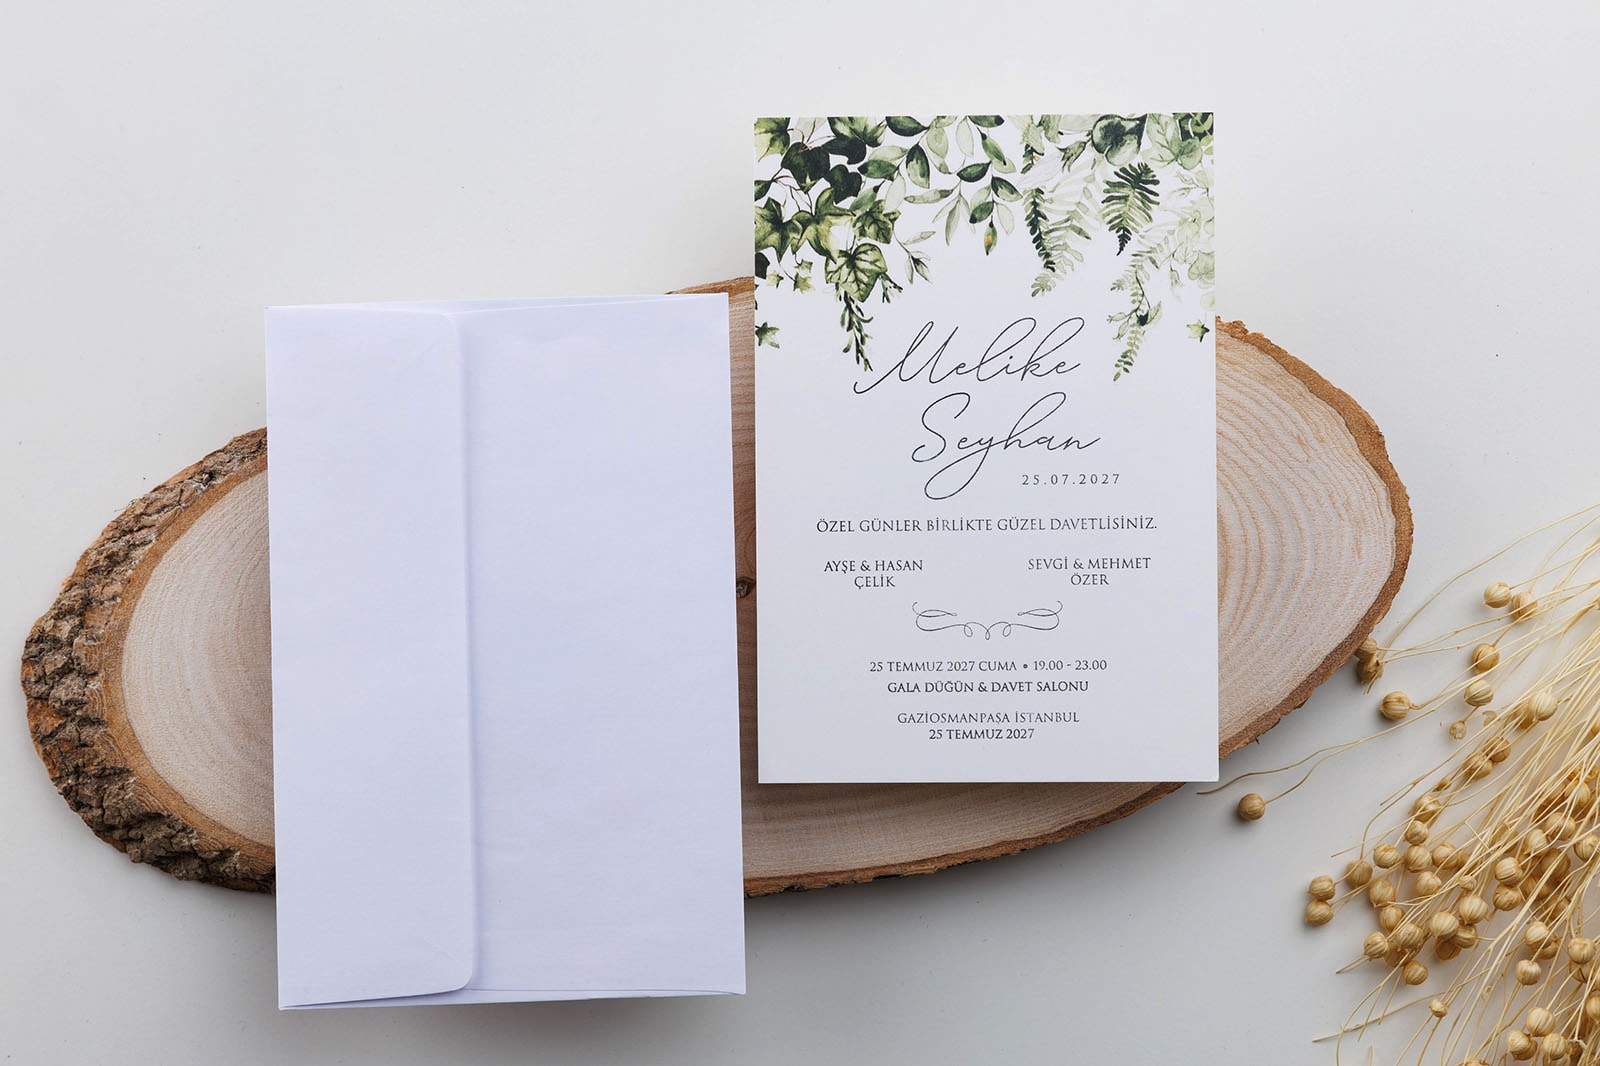 Melike
Seyhan
25.07.2027
ÖZEL GÜNLER BİRLİKTE GÜZEL DAVETLİSİNİZ.
AYŞE & HASAN
ÇELİK
SEVGİ & MEHMET
ÖZER
25 TEMMUZ 2027 CUMA • 19.00 - 23.00
GALA DÜĞÜN & DAVET SALONU
GAZİOSMANPAŞA İSTANBUL
25 TEMMUZ 2027